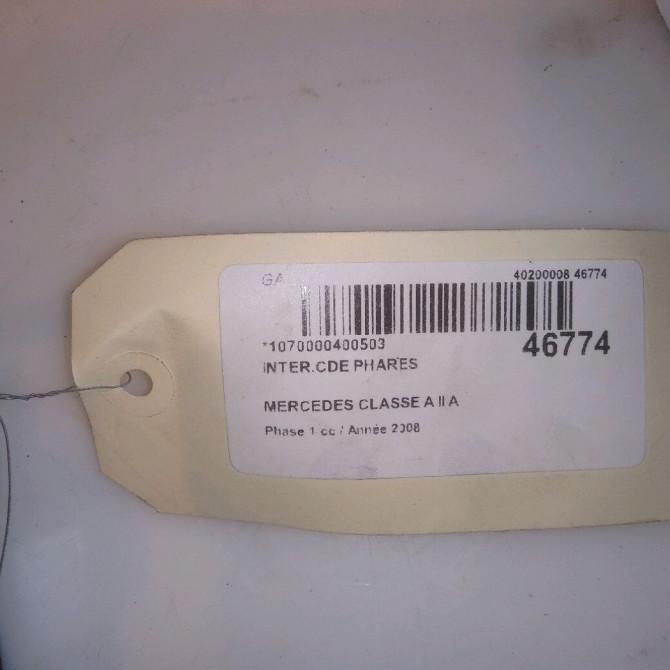 GA 40200008 46774
*1070000400503 46774
INTER.CDE PHARES
MERCEDES CLASSE A II A
Phase 1 cc / Année 2008